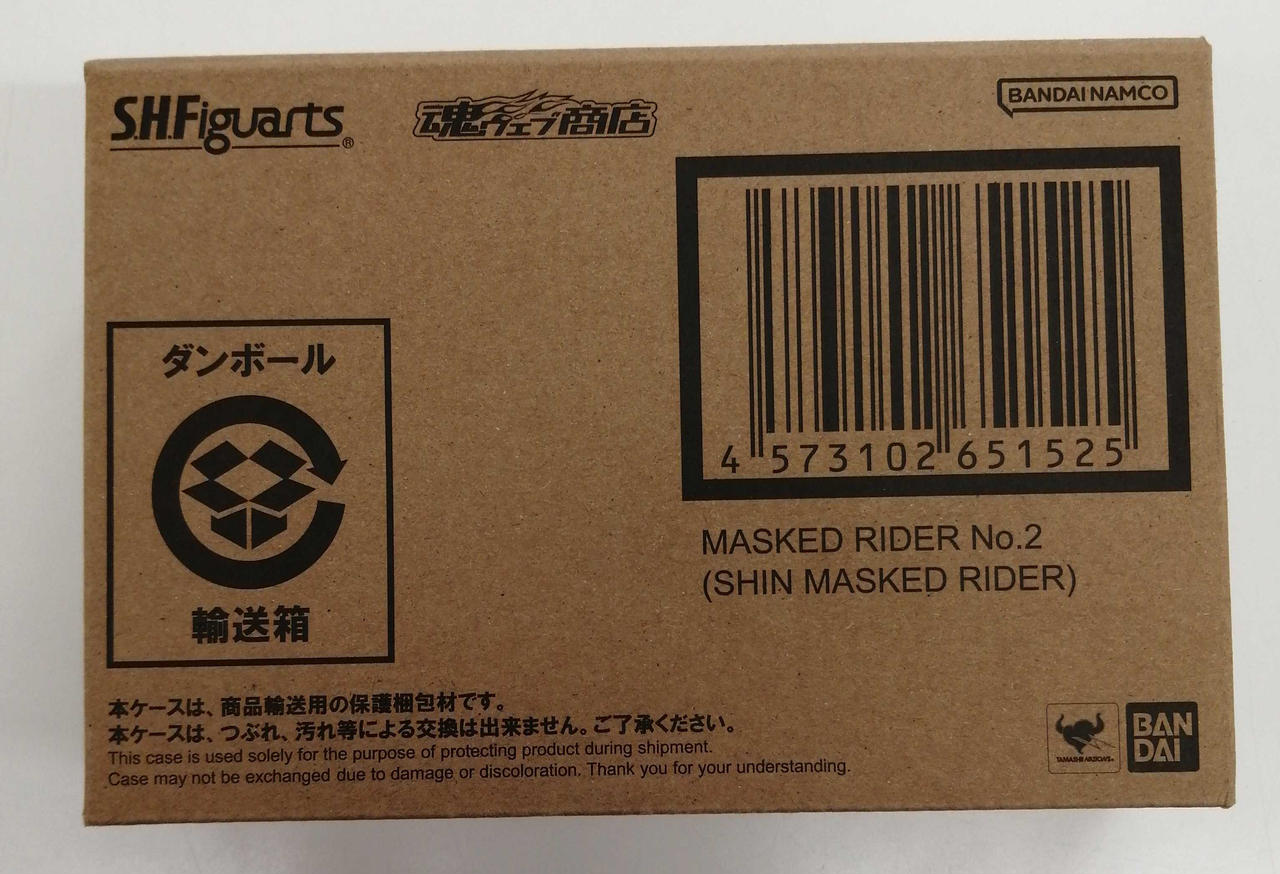 S.H.Figuarts®
魂ウェブ商店
BANDAI NAMCO
4 573102 651525
MASKED RIDER No.2
(SHIN MASKED RIDER)
ダンボール
輸送箱
本ケースは、商品輸送用の保護梱包材です。
本ケースは、つぶれ、汚れ等による交換は出来ません。ご了承ください。
This case is used solely for the purpose of protecting product during shipment.
Case may not be exchanged due to damage or discoloration. Thank you for your understanding.
TAMASHII NATIONS
BAN
DAI